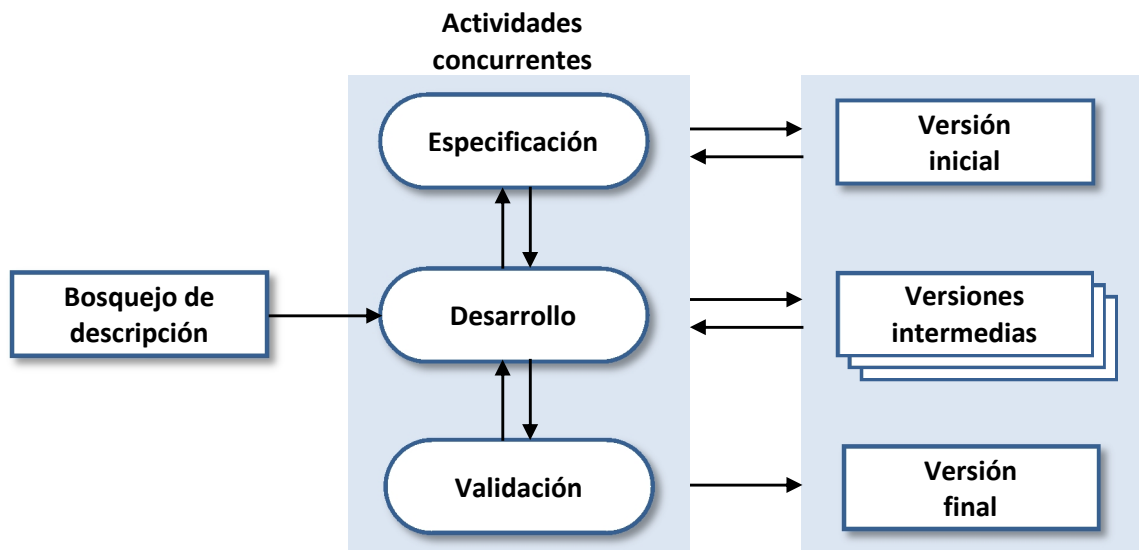 Actividades
concurrentes
Especificación
Versión
inicial
Bosquejo de
descripción
Desarrollo
Versiones
intermedias
Validación
Versión
final